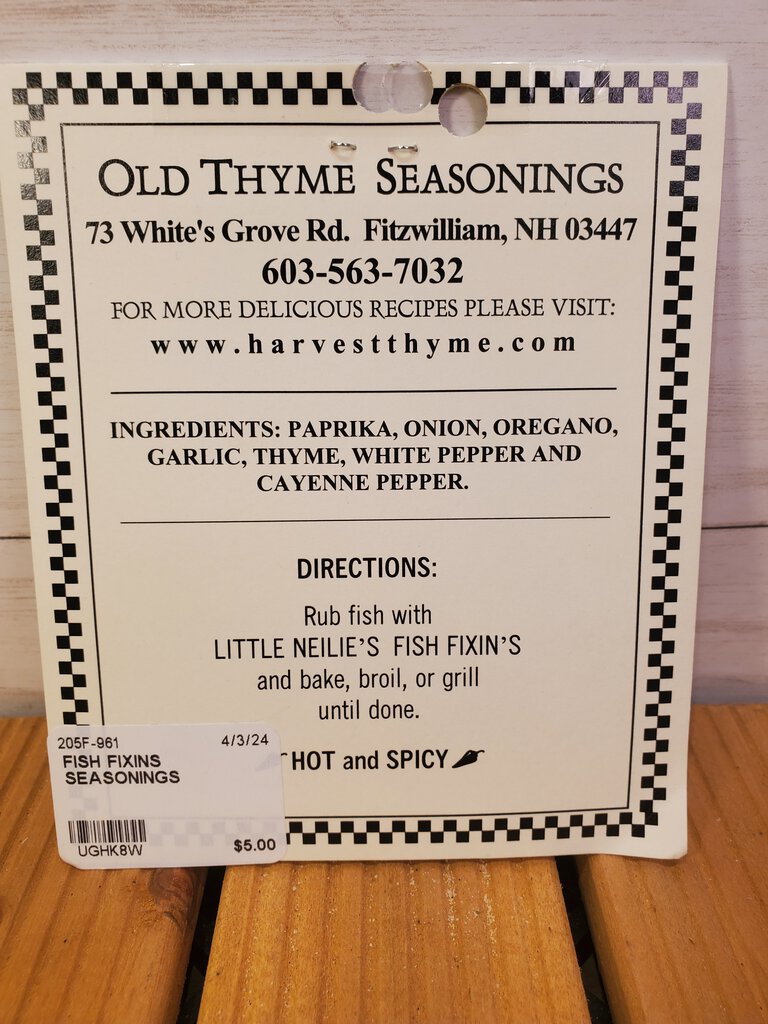 OLD THYME SEASONINGS
73 White's Grove Rd. Fitzwilliam, NH 03447
603-563-7032
FOR MORE DELICIOUS RECIPES PLEASE VISIT:
www.harvestthyme.com
INGREDIENTS: PAPRIKA, ONION, OREGANO,
GARLIC, THYME, WHITE PEPPER AND
CAYENNE PEPPER.
DIRECTIONS:
Rub fish with
LITTLE NEILIE'S FISH FIXIN'S
and bake, broil, or grill
until done.
HOT and SPICY
205F-961 4/3/24
FISH FIXINS
SEASONINGS
UGHK8W $5.00